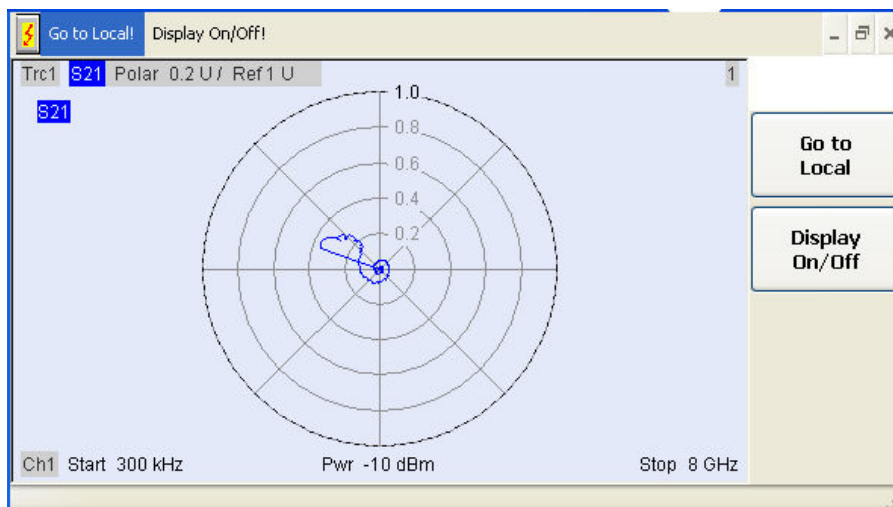 Go to Local! Display On/Off!
Trc1 S21 Polar 0.2 U / Ref 1 U 1
S21
1.0
0.8
0.6
0.4
0.2
Go to
Local
Display
On/Off
Ch1 Start 300 kHz Pwr -10 dBm Stop 8 GHz